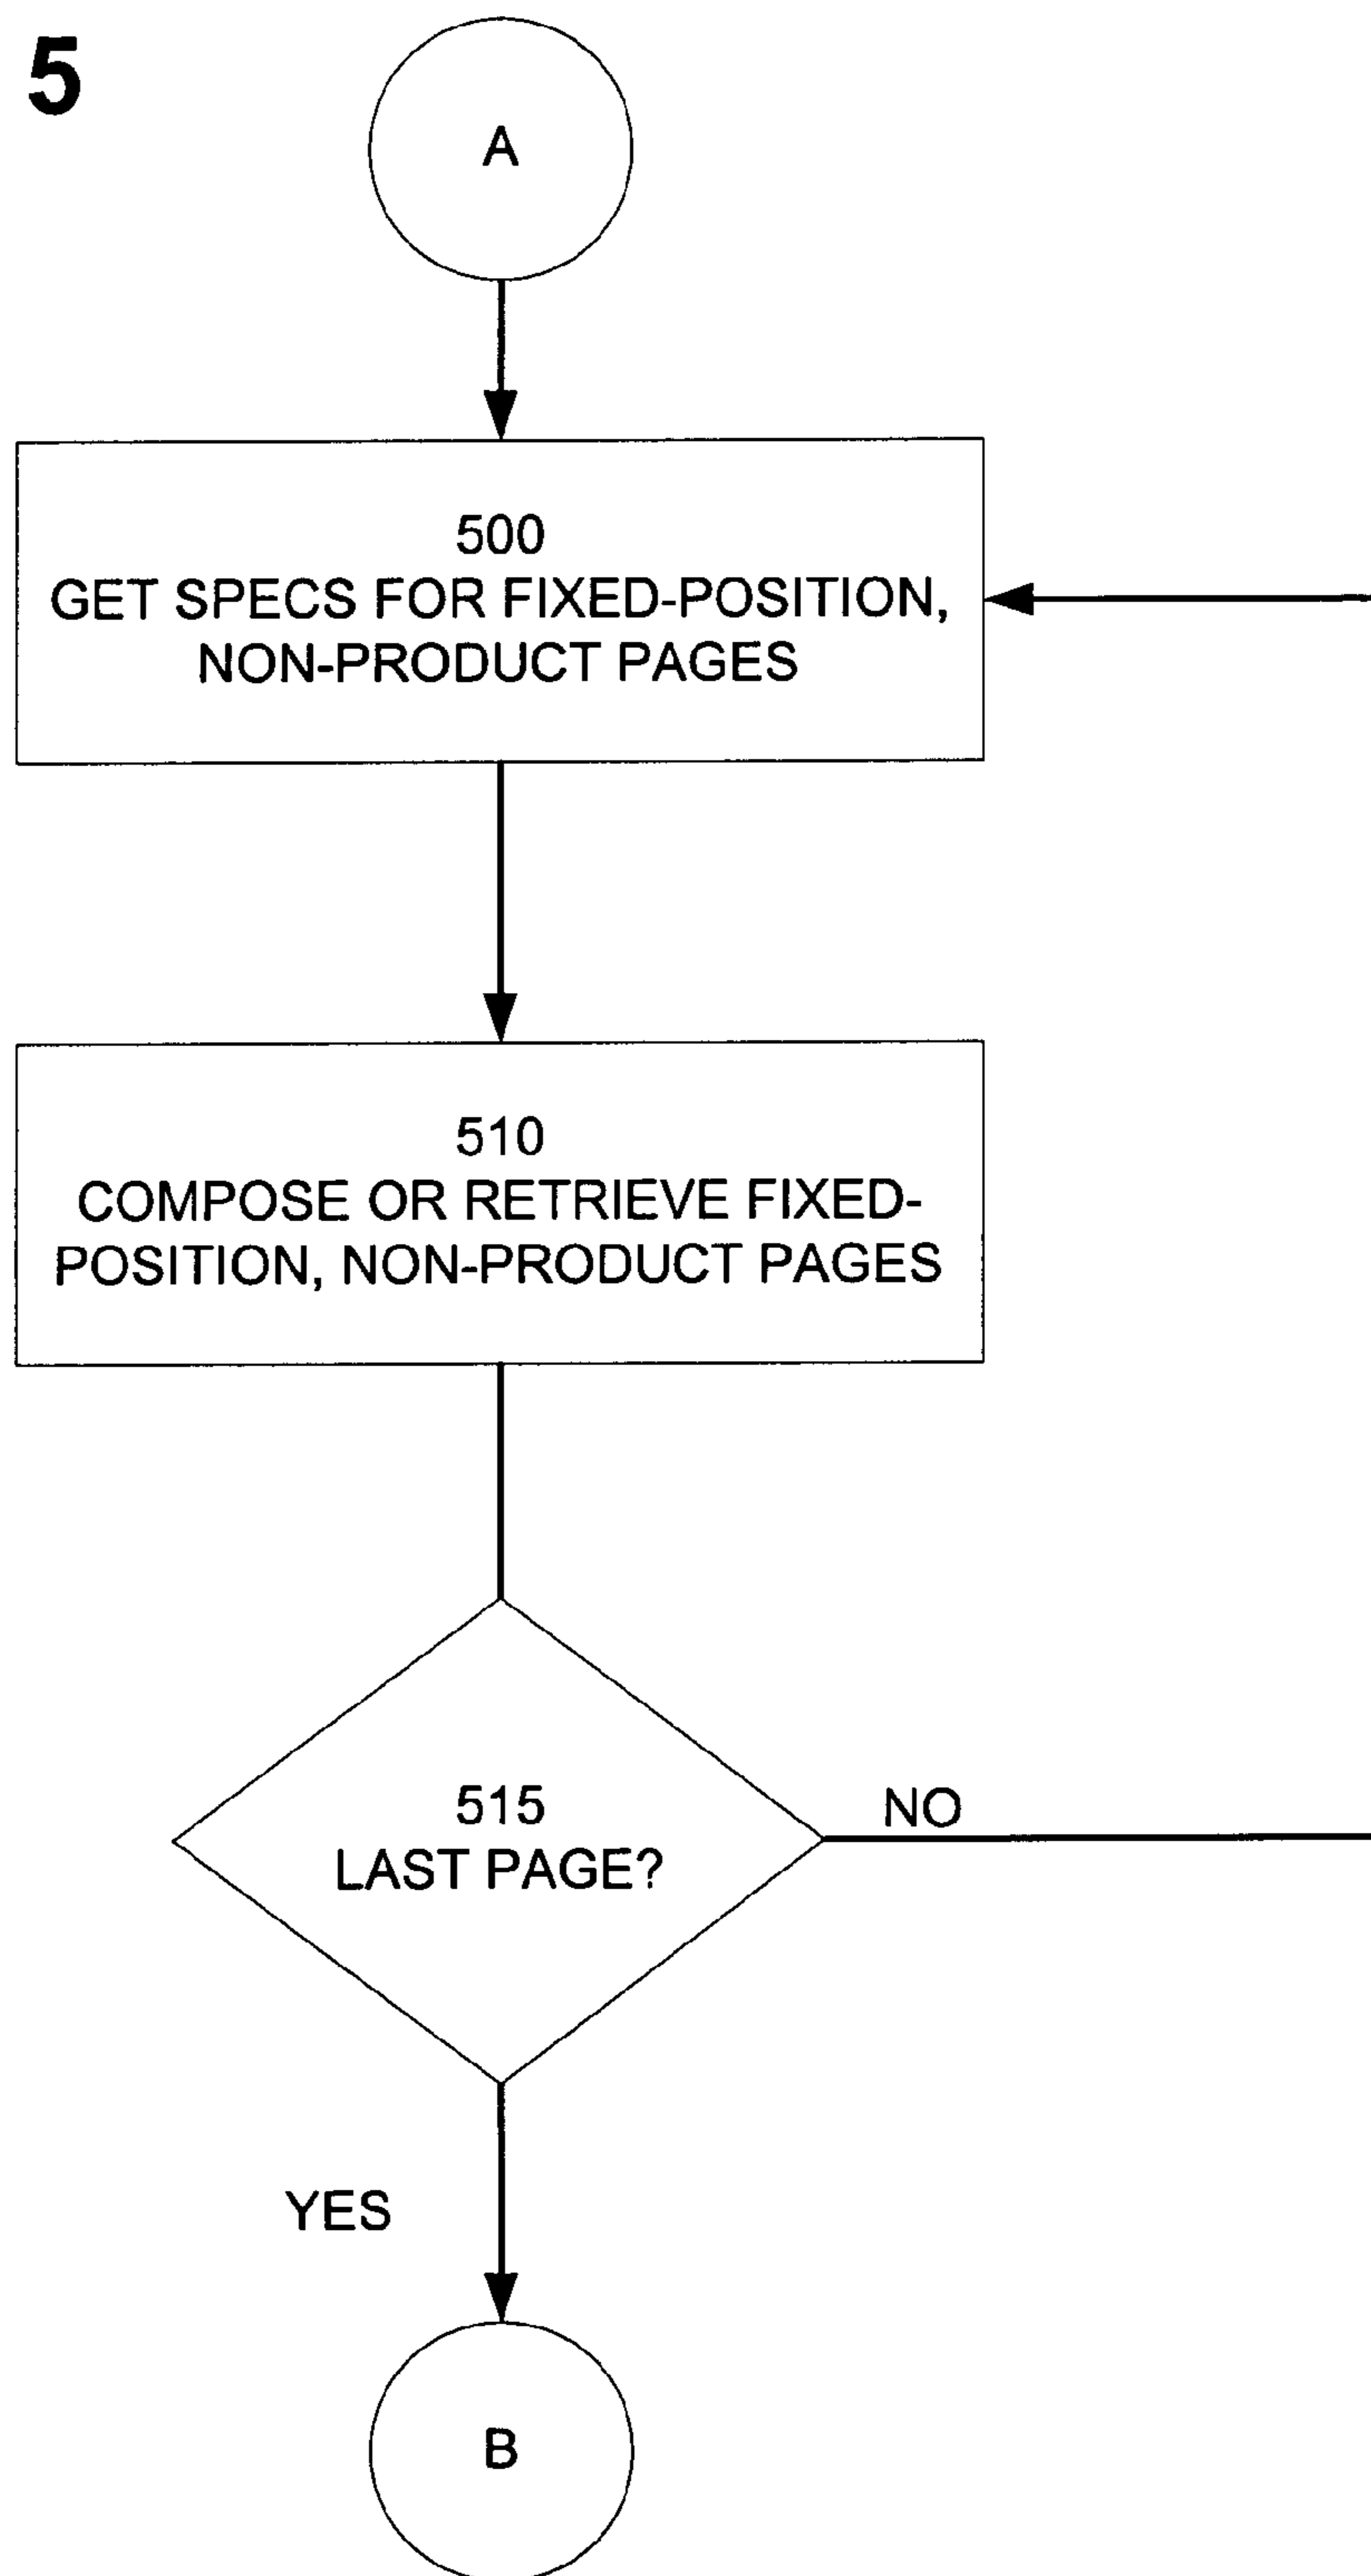 5
A
500
GET SPECS FOR FIXED-POSITION,
NON-PRODUCT PAGES
510
COMPOSE OR RETRIEVE FIXED-
POSITION, NON-PRODUCT PAGES
515
LAST PAGE?
NO
YES
B